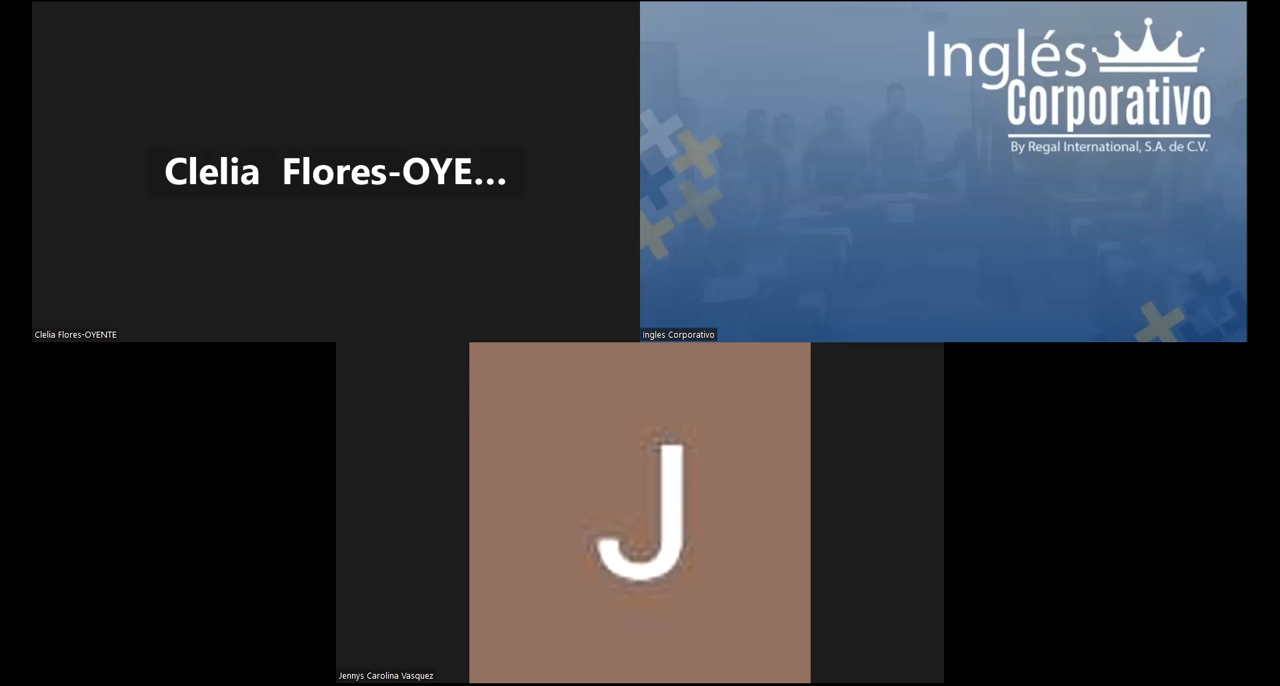 Clelia  Flores-OYE...
Clelia Flores-OYENTE
Inglés
Corporativo
By Regal International, S.A. de C.V.
Ingles Corporativo
J
Jennys Carolina Vasquez